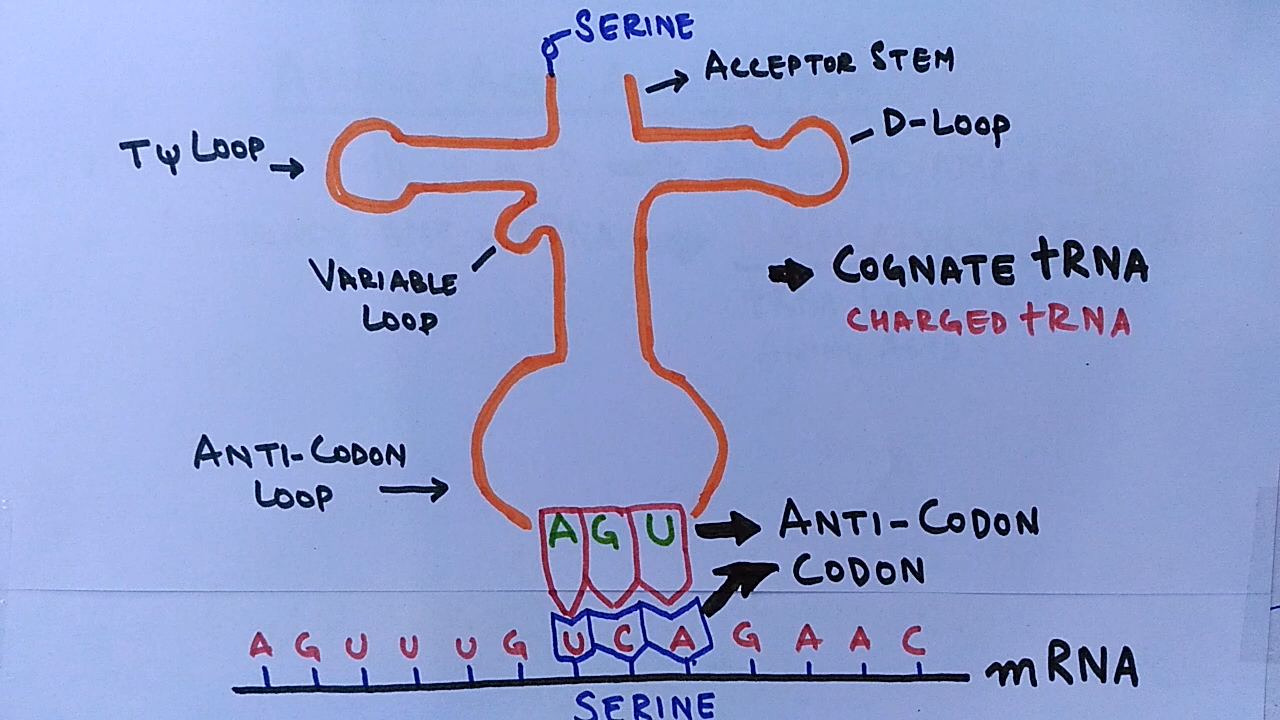 SERINE
ACCEPTOR STEM
D-LOOP
Tψ LOOP
VARIABLE
LOOP
COGNATE tRNA
CHARGED tRNA
ANTI-CODON
LOOP
A G U
ANTI-CODON
CODON
A G U U U G U C A G A A C
mRNA
SERINE